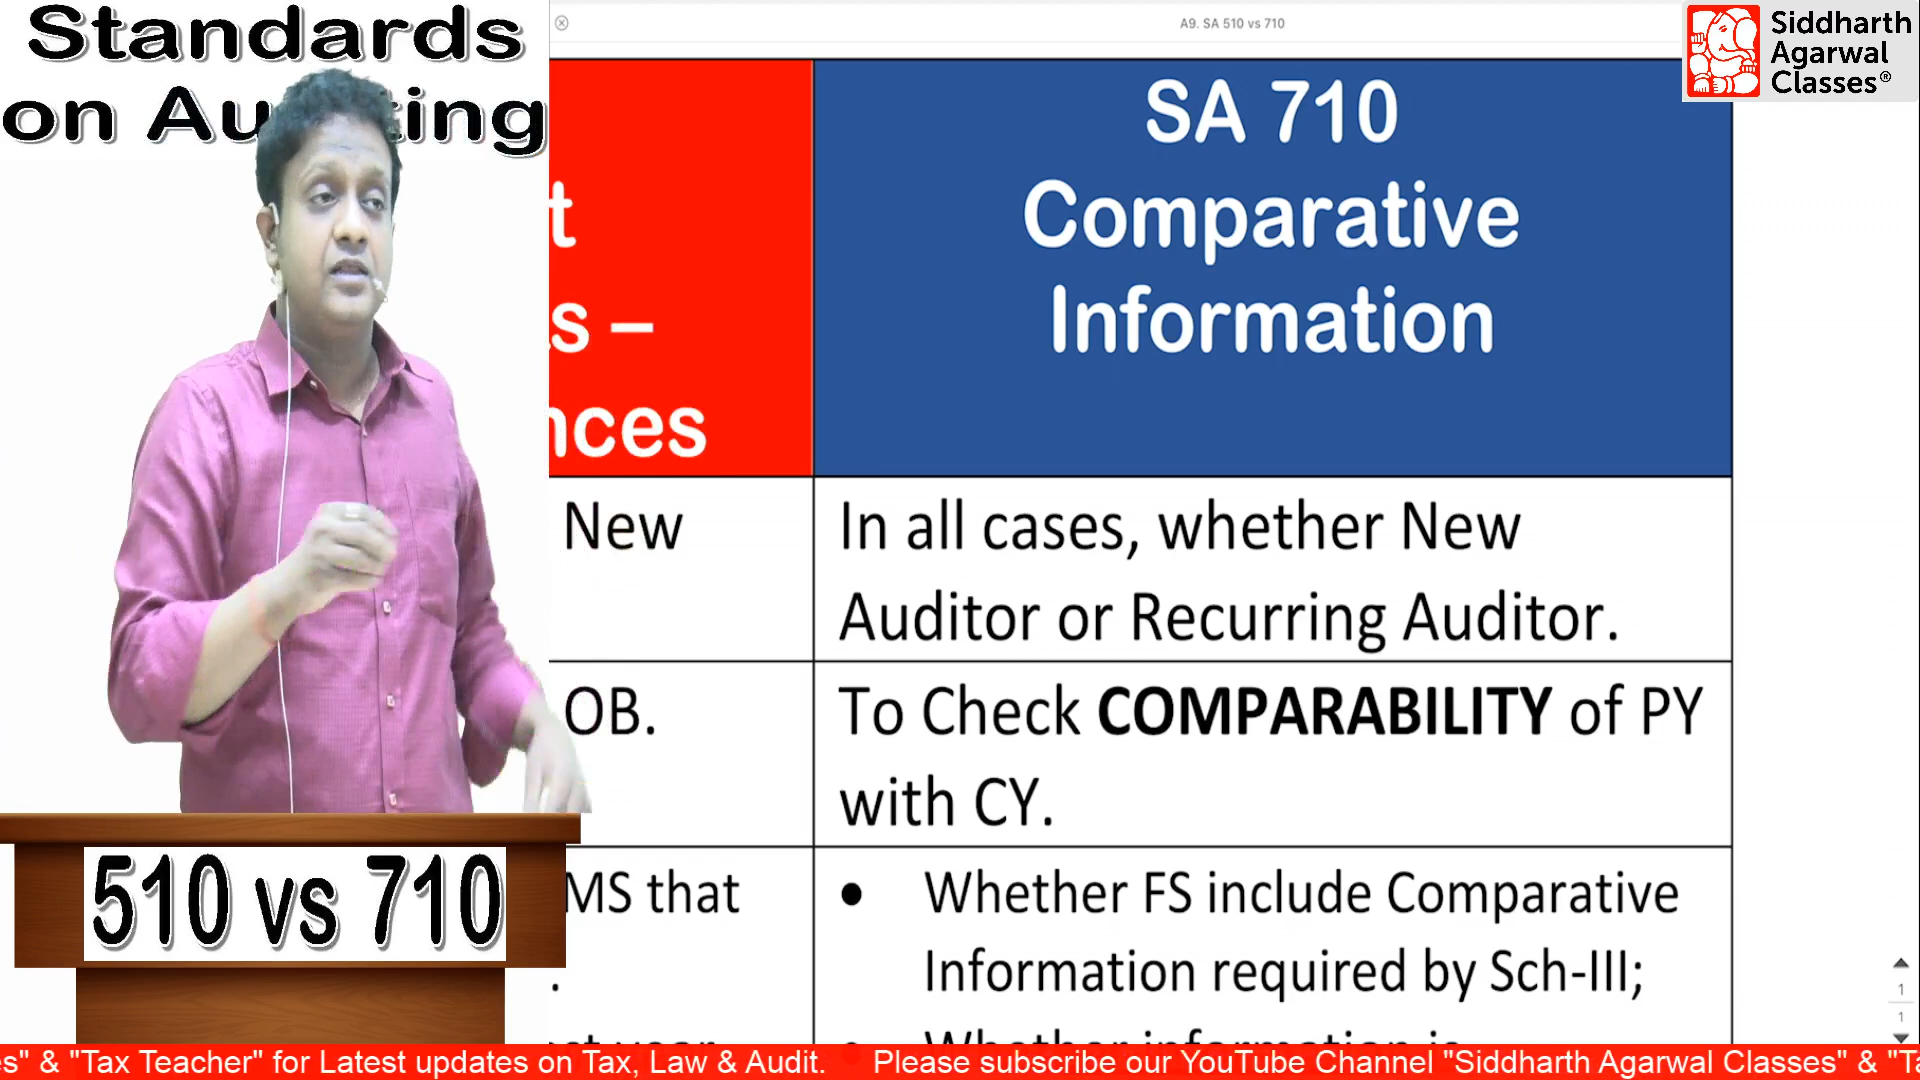 Standards
on Au ting
A9. SA 510 vs 710
Siddharth
Agarwal
Classes®
t
s –
nces
SA 710
Comparative
Information
New
In all cases, whether New
Auditor or Recurring Auditor.
OB.
To Check COMPARABILITY of PY
with CY.
MS that
.
• Whether FS include Comparative
Information required by Sch-III;
510 vs 710
1
1
s" & "Tax Teacher" for Latest updates on Tax, Law & Audit. • Please subscribe our YouTube Channel "Siddharth Agarwal Classes" & "Ta